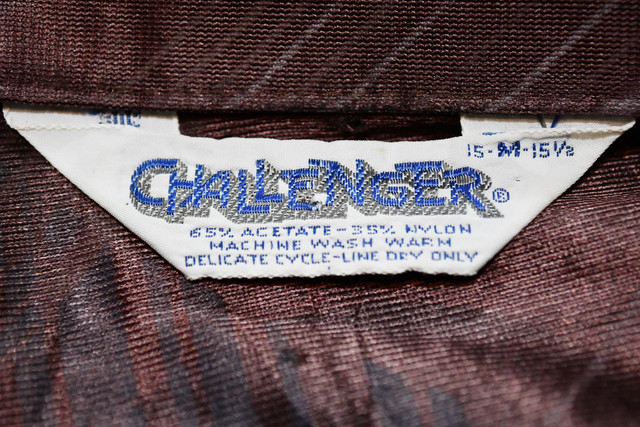 15-M-15½
CHALLENGER®
65% ACETATE-35% NYLON
MACHINE WASH WARM
DELICATE CYCLE-LINE DRY ONLY